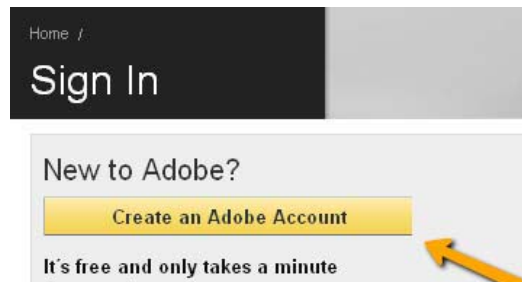 Home /
Sign In
New to Adobe?
Create an Adobe Account
It´s free and only takes a minute